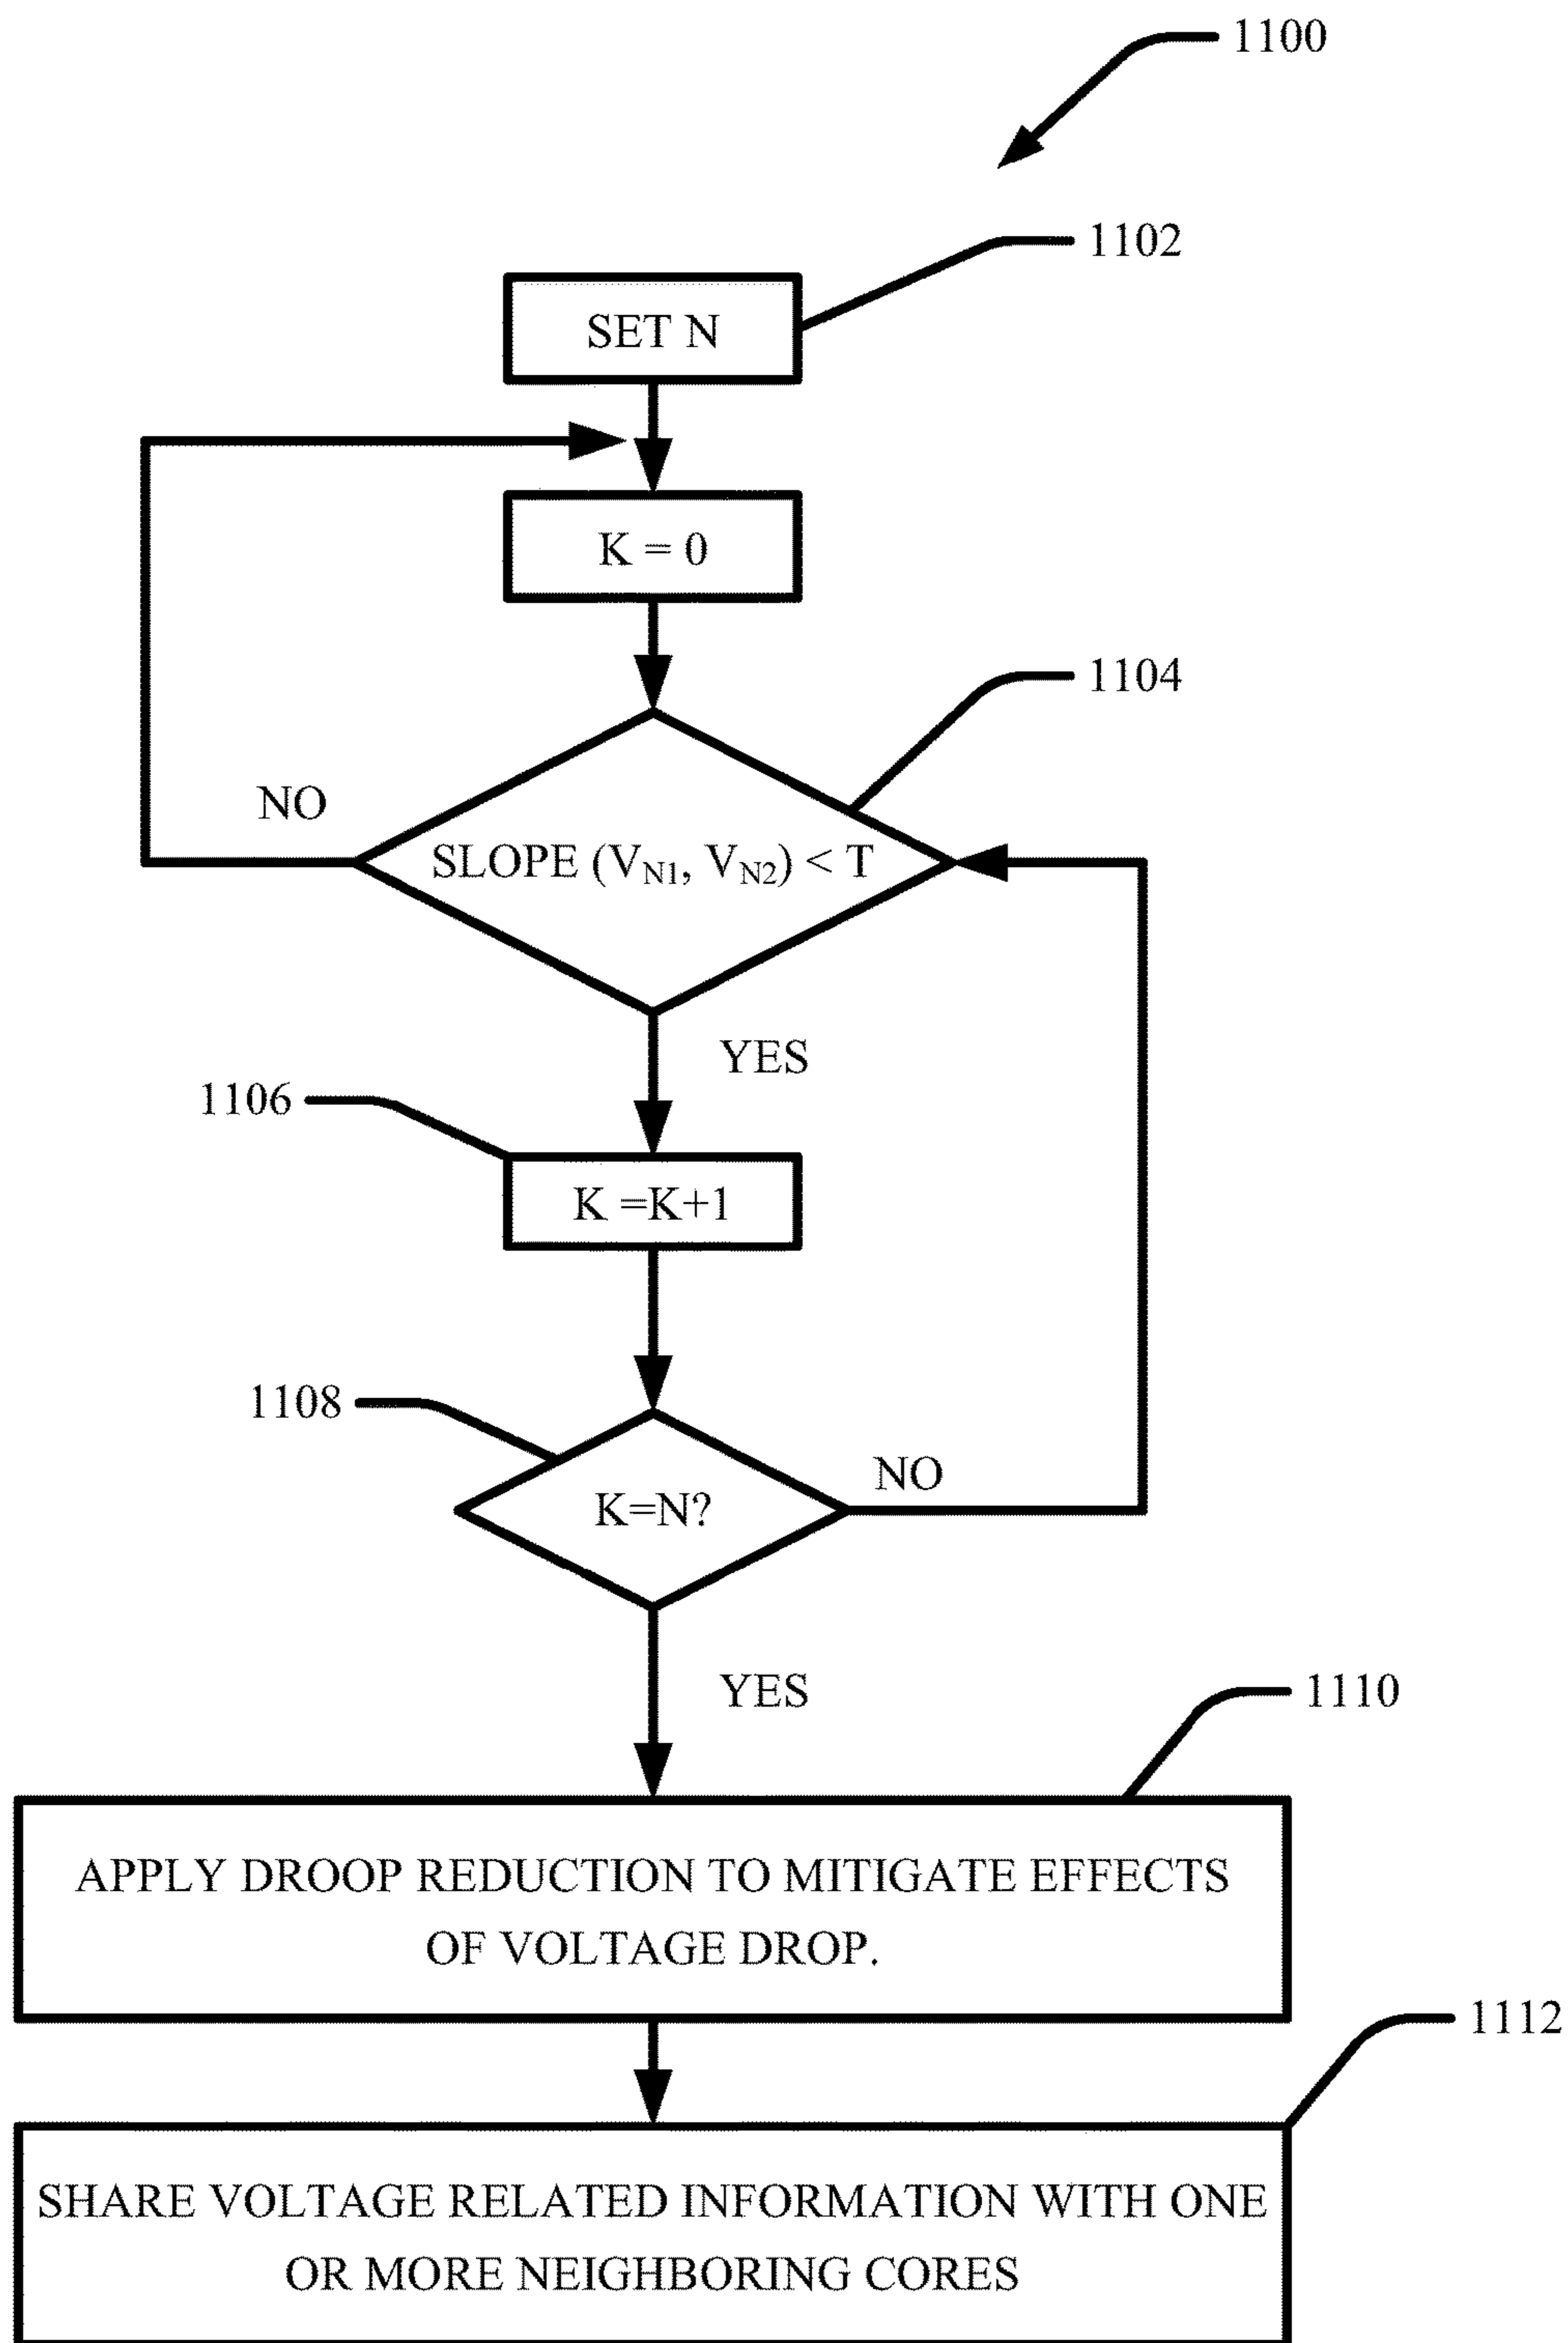 1100
1102
SET N
K = 0
1104
NO
SLOPE (VN1, VN2) < T
YES
1106
K =K+1
1108
NO
K=N?
YES
1110
APPLY DROOP REDUCTION TO MITIGATE EFFECTS
OF VOLTAGE DROP.
1112
SHARE VOLTAGE RELATED INFORMATION WITH ONE
OR MORE NEIGHBORING CORES